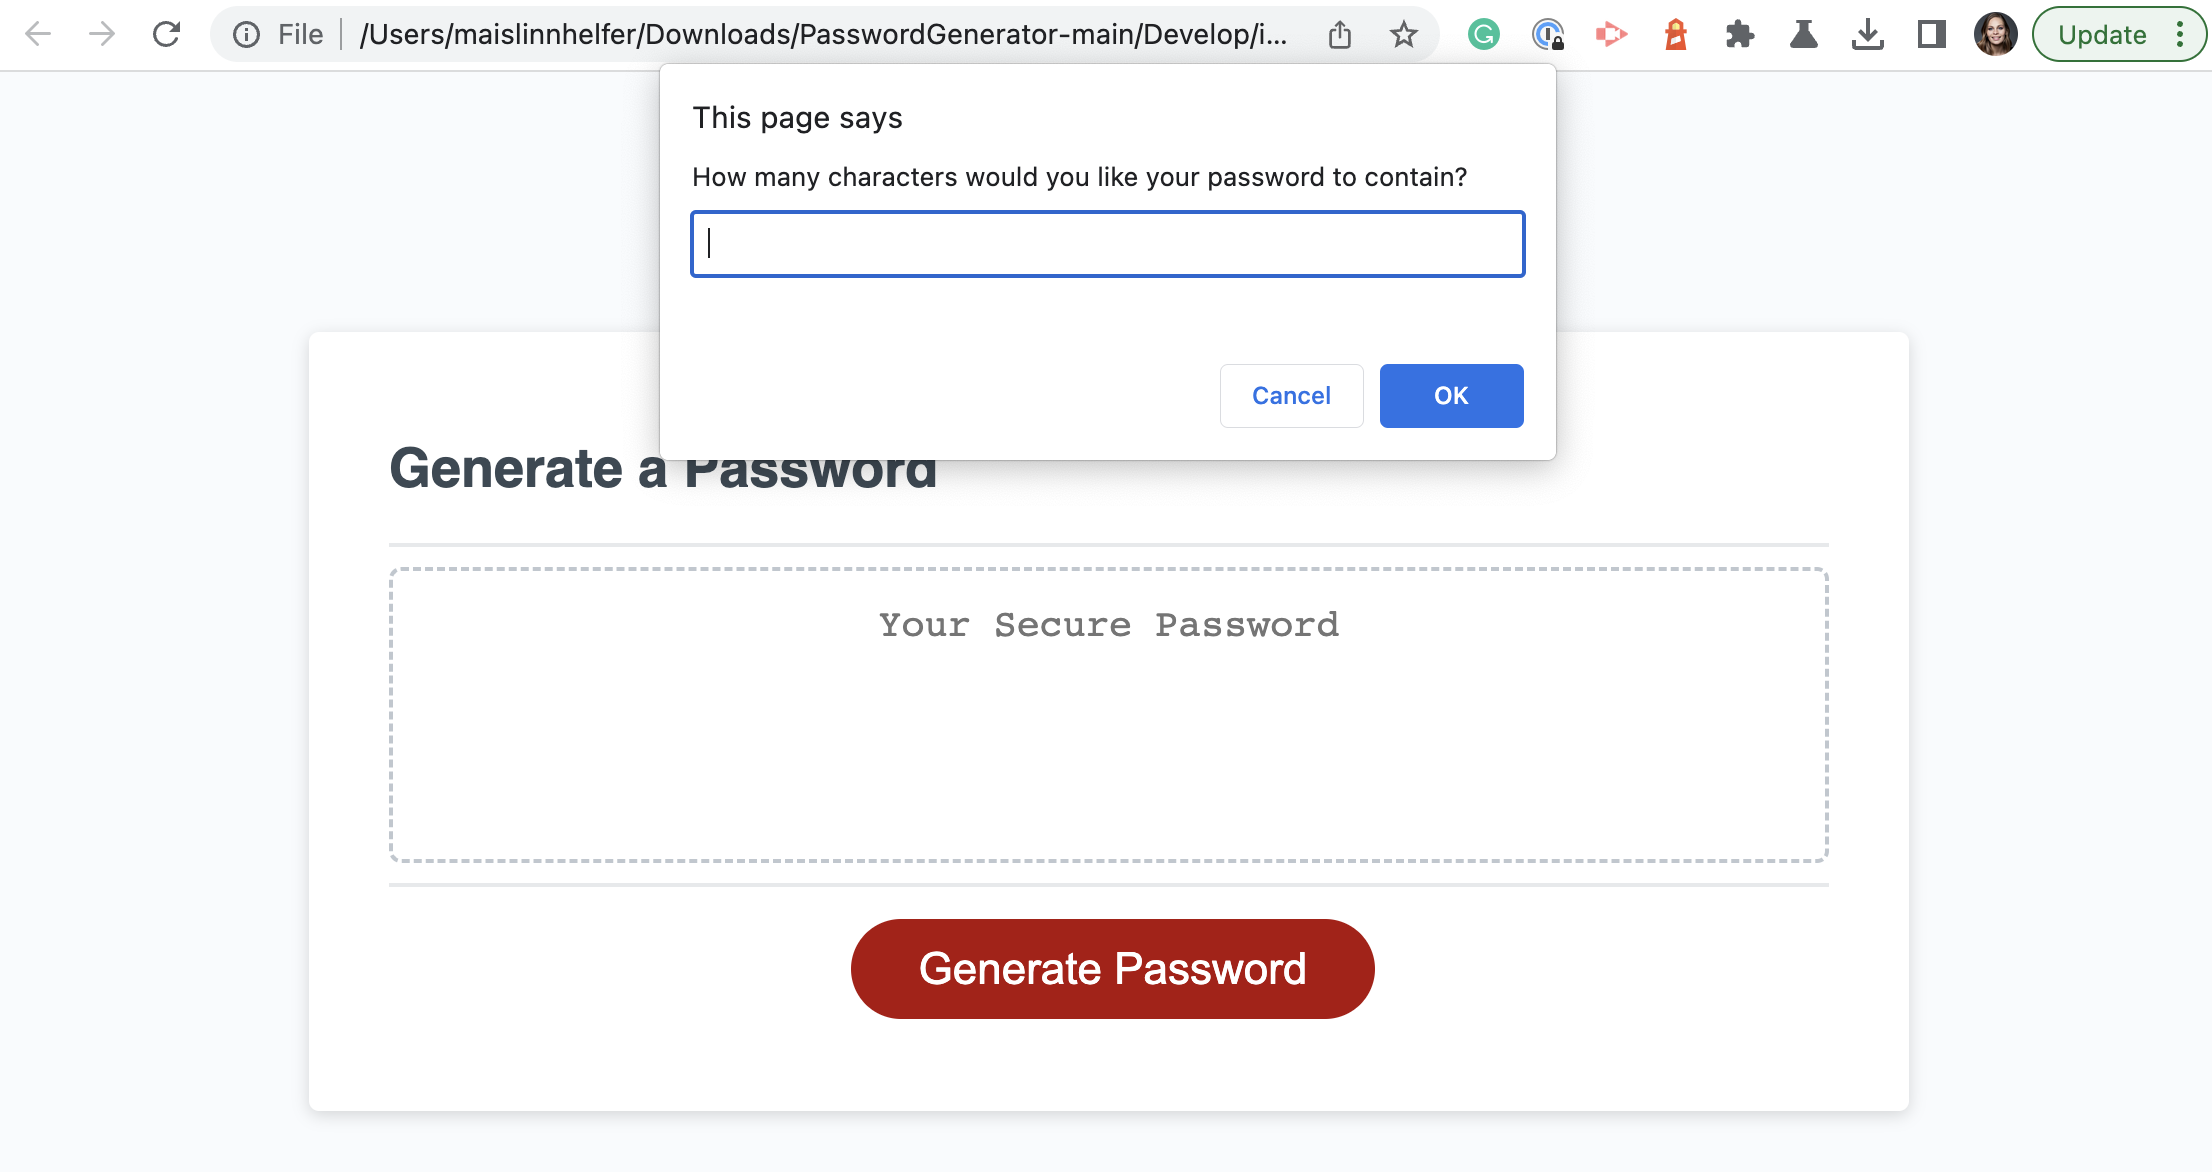 File
/Users/maislinnhelfer/Downloads/PasswordGenerator-main/Develop/i...
Update
This page says
How many characters would you like your password to contain?
Cancel
OK
Generate a Password
Your Secure Password
Generate Password